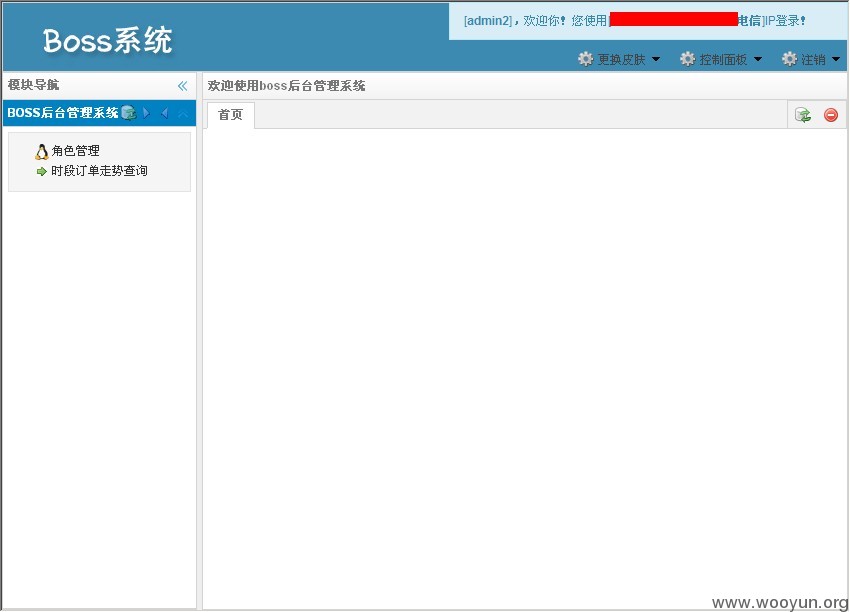 Boss系统
[admin2]，欢迎你！您使用[
电信]IP登录！
更换皮肤
控制面板
注销
模块导航
欢迎使用boss后台管理系统
BOSS后台管理系统
首页
角色管理
时段订单走势查询
www.wooyun.org